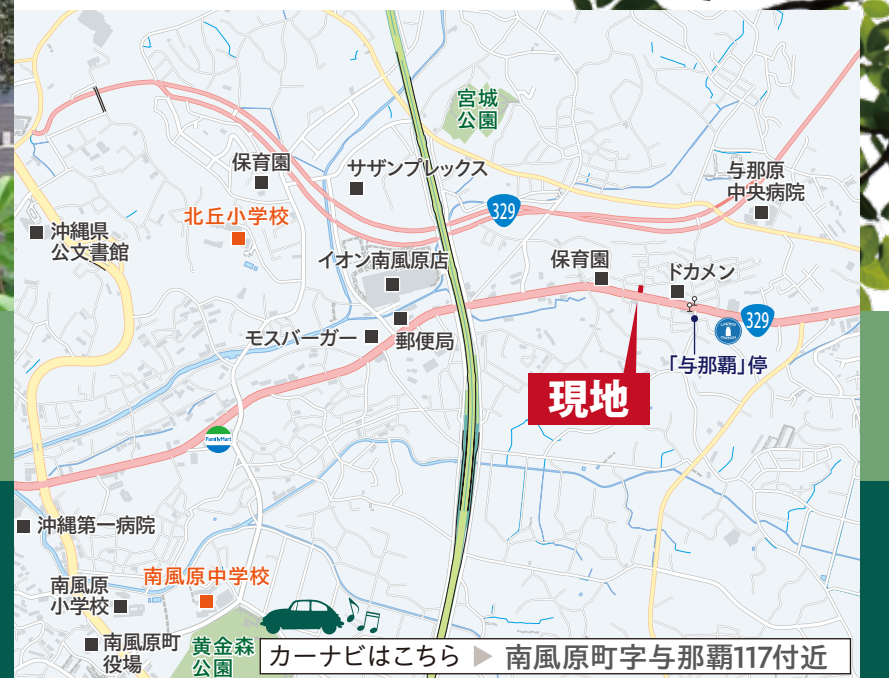 宮城
公園
保育園
サザンプレックス
与那原
中央病院
329
北丘小学校
沖縄県
公文書館
イオン南風原店
保育園
ドカメン
モスバーガー
郵便局
329
「与那覇」停
現地
FamilyMart
沖縄第一病院
南風原中学校
南風原
小学校
南風原町
役場
黄金森
公園
カーナビはこちら ▶ 南風原町字与那覇117付近